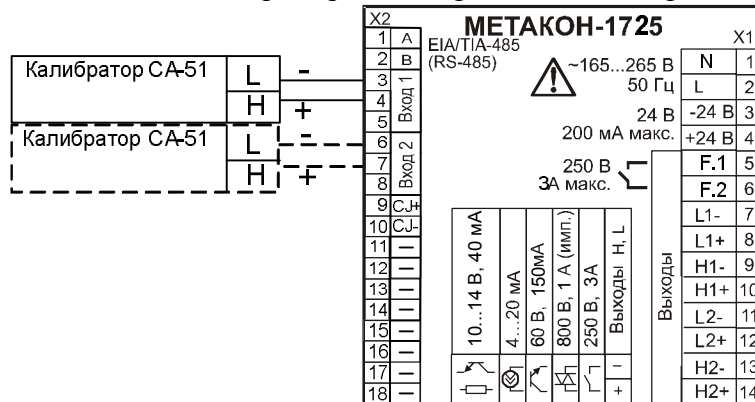 X2
МЕТАКОН-1725
X1
1 A
EIA/TIA-485
2 B
(RS-485)
~165...265 В
50 Гц
N 1
L 2
24 В
200 мА макс.
-24 В 3
+24 В 4
250 В
3А макс.
F.1 5
F.2 6
L1- 7
L1+ 8
H1- 9
H1+ 10
L2- 11
L2+ 12
H2- 13
H2+ 14
Выходы
Калибратор СА-51
L -
H +
Калибратор СА-51
L -
H +
3
4
5
Вход 1
6
7
8
Вход 2
9 CJ+
10 CJ-
11 –
12 –
13 –
14 –
15 –
16 –
17 –
18 –
10...14 В, 40 мА
4...20 мА
60 В, 150мА
800 В, 1 А (имп.)
250 В, 3А
Выходы H, L
–
+